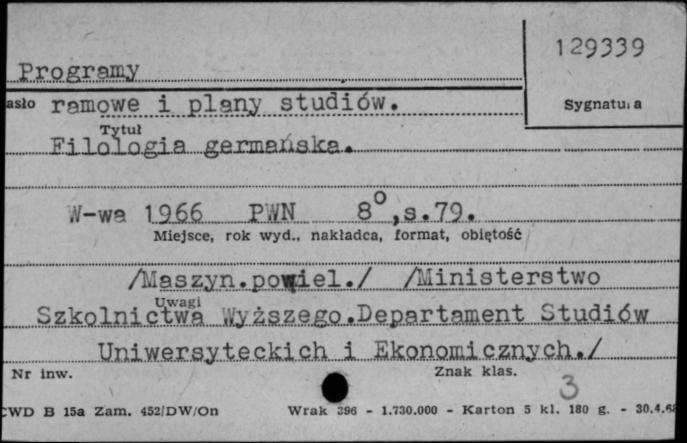 129339
Programy
asło ramowe i plany studiów. Sygnatura
Tytuł
Filologia germańska.
W-wa 1966 PWN 8°,s.79.
Miejsce, rok wyd., nakładca, format, objętość
/Maszyn.powiel./ /Ministerstwo
Uwagi
Szkolnictwa Wyższego.Departament Studiów
Uniwersyteckich i Ekonomicznych./
Nr inw. Znak klas.
3
CWD B 15a Zam. 452/DW/On Wrak 396 - 1.730.000 - Karton 5 kl. 180 g. - 30.4.68